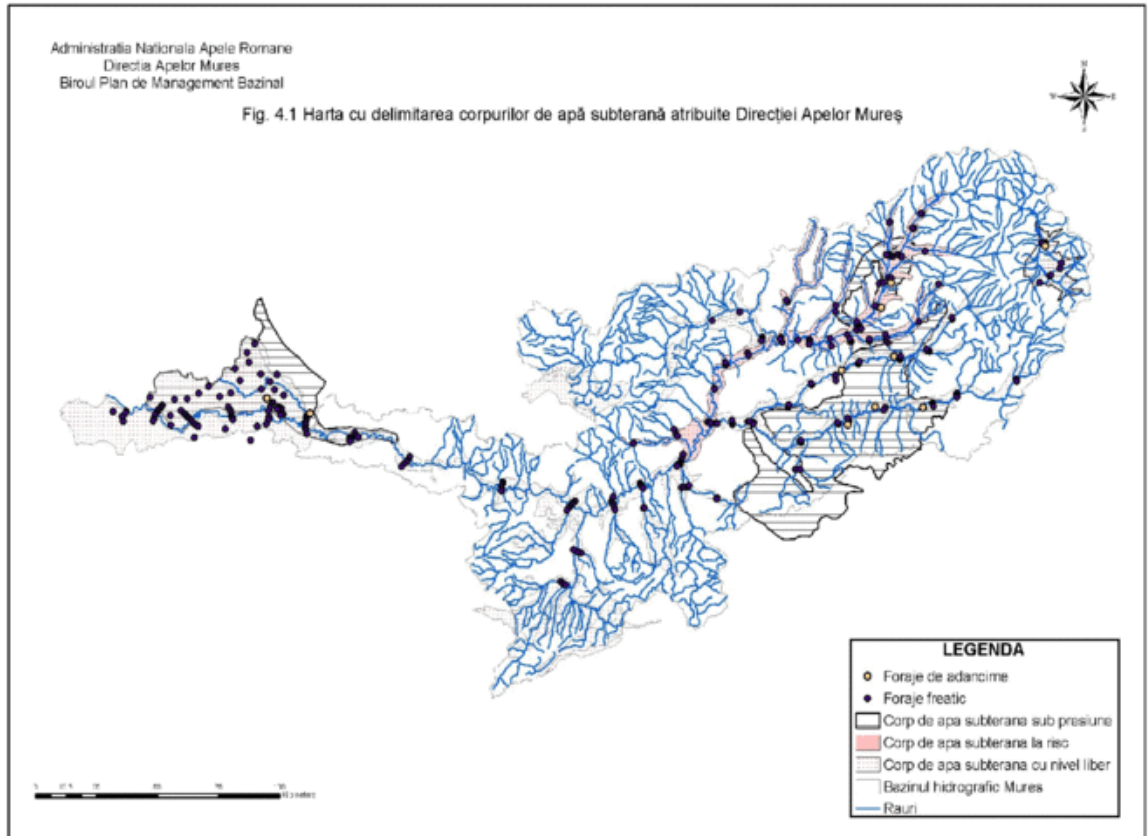 Administratia Nationala Apele Romane
Directia Apelor Mures
Biroul Plan de Management Bazinal
N
Fig. 4.1 Harta cu delimitarea corpurilor de apă subterană atribuite Direcției Apelor Mureș
LEGENDA
Foraje de adancime
Foraje freatic
Corp de apa subterana sub presiune
Corp de apa subterana la risc
Corp de apa subterana cu nivel liber
Bazinul hidrografic Mures
Rauri